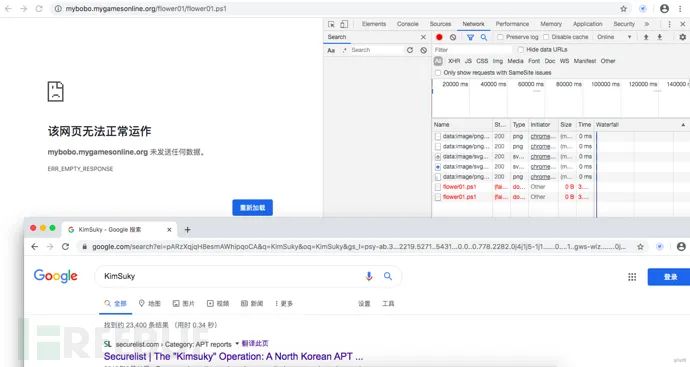 mybobo.mygamesonline.org/flower01/flower01.ps1
Elements Console Sources Network Performance Memory Application Security
Search
Preserve log Disable cache Online
Aa .* Search
Filter Hide data URLs
All XHR JS CSS Img Media Font Doc WS Manifest Other
Only show requests with SameSite issues
20000 ms 40000 ms 60000 ms 80000 ms 100000 ms 120000 ms 140000
Name St... Type Initiator Size Time Waterfall
data:image/png... 200 png chrome... (m... 0 ms
data:image/png... 200 png chrome... (m... 0 ms
data:image/svg... 200 sv... chrome... (m... 0 ms
data:image/svg... 200 sv... chrome... (m... 0 ms
data:image/png... 200 png chrome... (m... 0 ms
flower01.ps1 (fai... do... Other 0 B 3....
flower01.ps1 (fai... do... Other 0 B 3....
该网页无法正常运作
mybobo.mygamesonline.org 未发送任何数据。
ERR_EMPTY_RESPONSE
重新加载
KimSuky - Google 搜索
google.com/search?ei=pARzXqjqH8esmAWhipqoCA&q=KimSuky&oq=KimSuky&gs_l=psy-ab.3...2219.5271..5431...0.0..0.778.2282.0j4j1j5-1j1......0....1..gws-wiz.......0j...
Google
KimSuky
登录
全部 地图 图片 视频 新闻 更多 设置 工具
找到约 23,400 条结果 （用时 0.34 秒）
securelist.com › Category: APT reports 翻译此页
Securelist | The "Kimsuky" Operation: A North Korean APT ...
FREEBUF